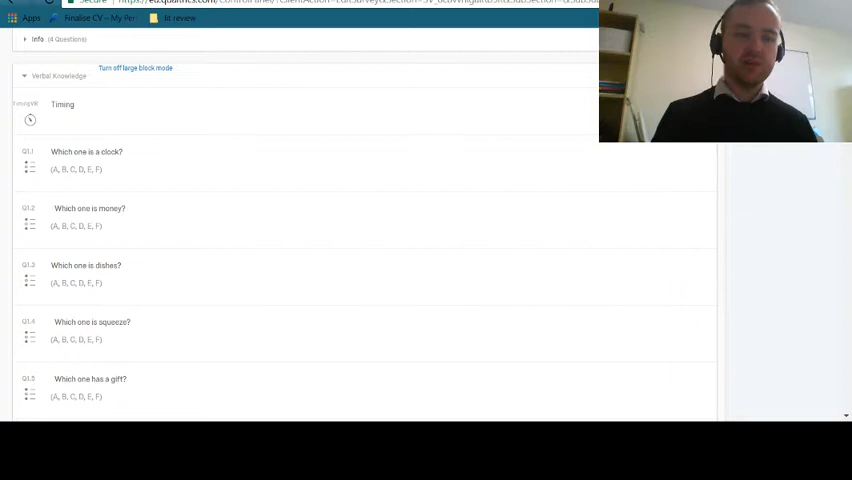 Apps Finalise CV – My Per lit review
Info (4 Questions)
Turn off large block mode
Verbal Knowledge
TimingVR Timing
Q1.1 Which one is a clock?
(A, B, C, D, E, F)
Q1.2 Which one is money?
(A, B, C, D, E, F)
Q1.3 Which one is dishes?
(A, B, C, D, E, F)
Q1.4 Which one is squeeze?
(A, B, C, D, E, F)
Q1.5 Which one has a gift?
(A, B, C, D, E, F)